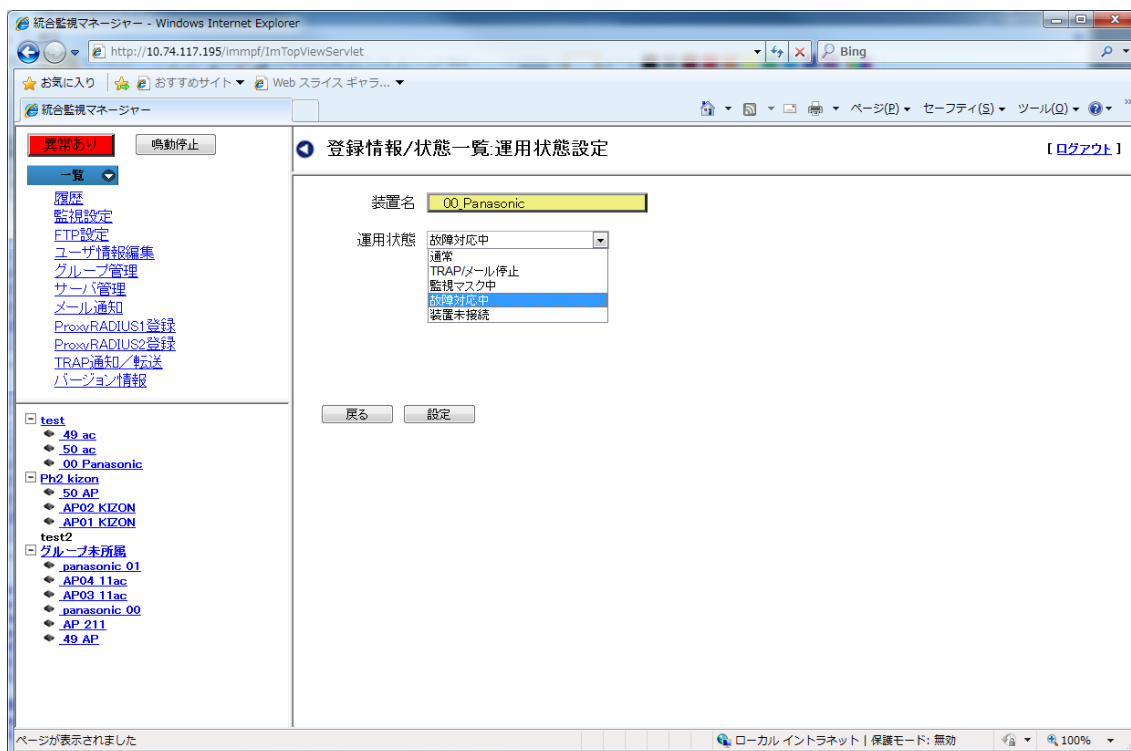 統合監視マネージャー - Windows Internet Explorer
http://10.74.117.195/immpf/ImTopViewServlet
Bing
お気に入り
おすすめサイト
Web スライス ギャラ...
統合監視マネージャー
ページ(P)
セーフティ(S)
ツール(O)
異常あり
鳴動停止
一覧
履歴
監視設定
FTP設定
ユーザ情報編集
グループ管理
サーバ管理
メール通知
ProxyRADIUS1登録
ProxyRADIUS2登録
TRAP通知/転送
バージョン情報
test
49 ac
50 ac
00 Panasonic
Ph2 kizon
50 AP
AP02 KIZON
AP01 KIZON
test2
グループ未所属
panasonic 01
AP04 11ac
AP03 11ac
panasonic 00
AP 211
49 AP
登録情報/状態一覧:運用状態設定
[ ログアウト ]
装置名 00_Panasonic
運用状態 故障対応中
通常
TRAP/メール停止
監視マスク中
故障対応中
装置未接続
戻る
設定
ページが表示されました
ローカル イントラネット | 保護モード: 無効
100%